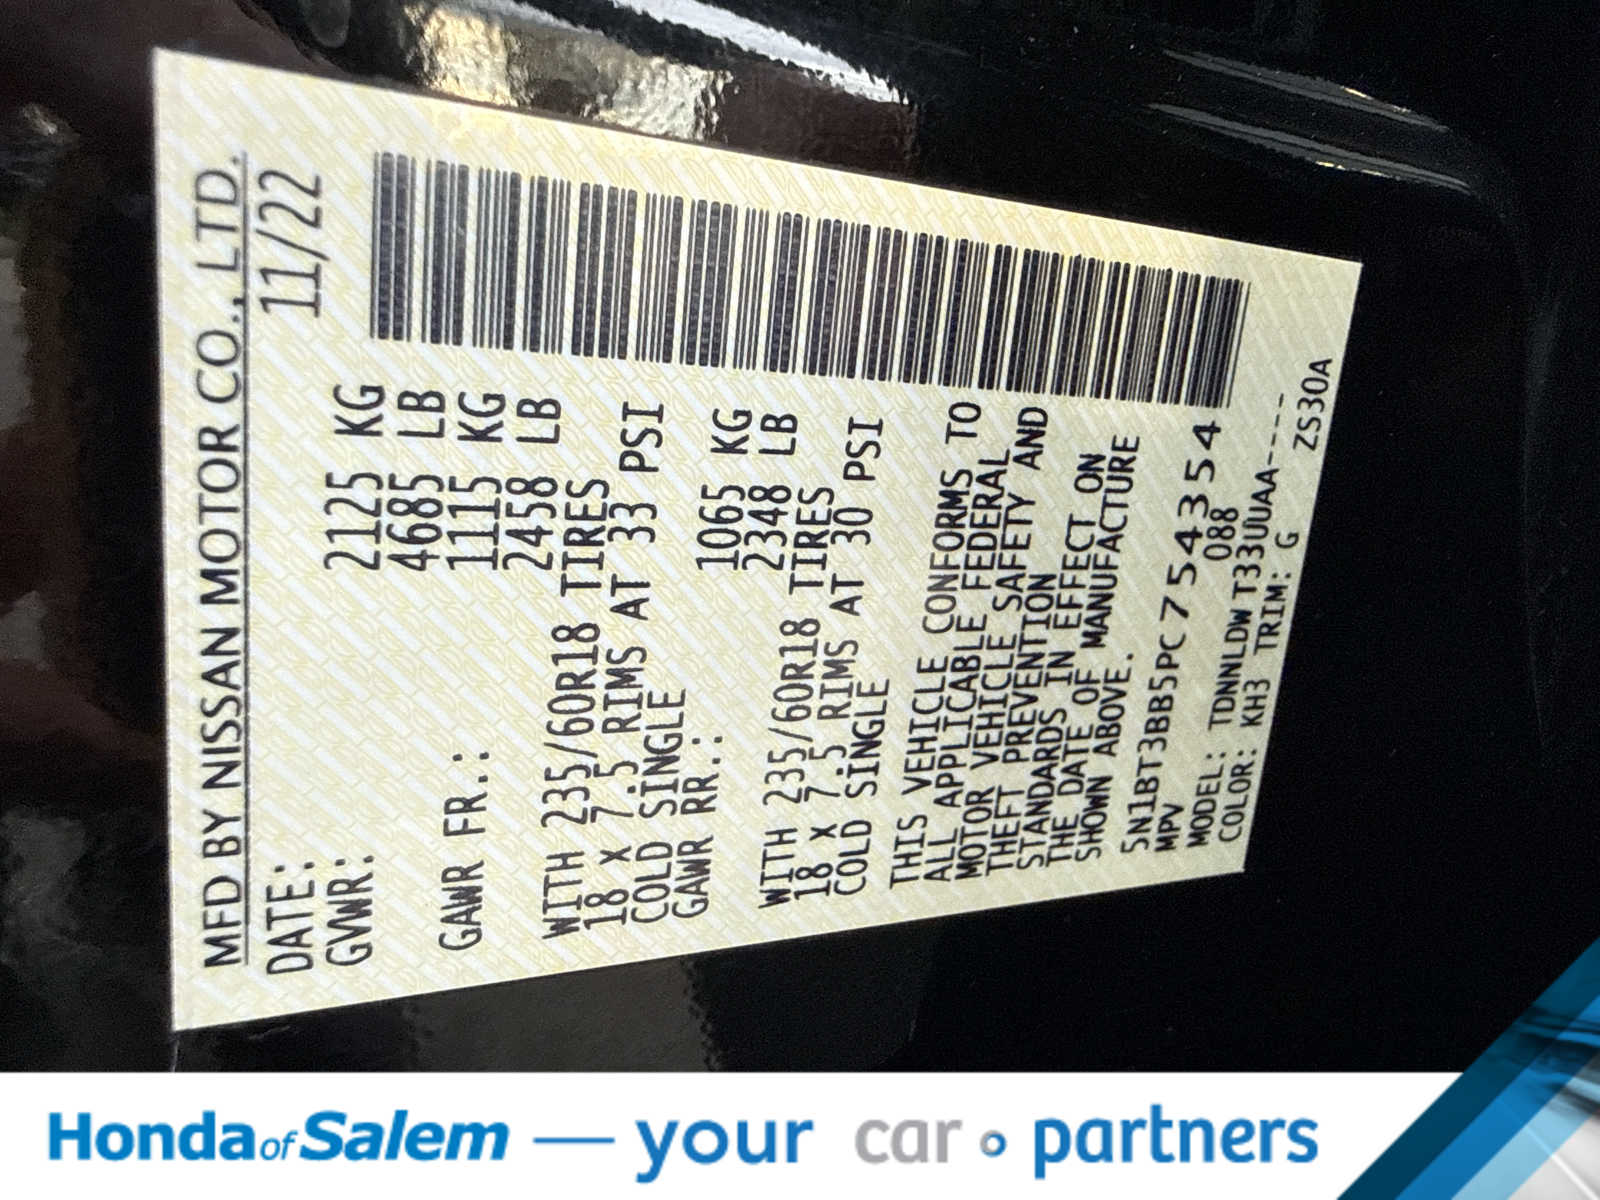 MFD BY NISSAN MOTOR CO., LTD.
DATE: 11/22
GVWR: 2125 KG
4685 LB
GAWR FR.: 1115 KG
2458 LB
WITH 235/60R18 TIRES
18 X 7.5 RIMS AT 33 PSI
COLD SINGLE
GAWR RR.: 1065 KG
2348 LB
WITH 235/60R18 TIRES
18 X 7.5 RIMS AT 30 PSI
COLD SINGLE
THIS VEHICLE CONFORMS TO
ALL APPLICABLE FEDERAL
MOTOR VEHICLE SAFETY AND
THEFT PREVENTION
STANDARDS IN EFFECT ON
THE DATE OF MANUFACTURE
SHOWN ABOVE.
5N1BT3BB5PC754354
MPV 088
MODEL: TDNNLDW T33UUAA----
COLOR: KH3 TRIM: G ZS30A
Honda of Salem — your car partners